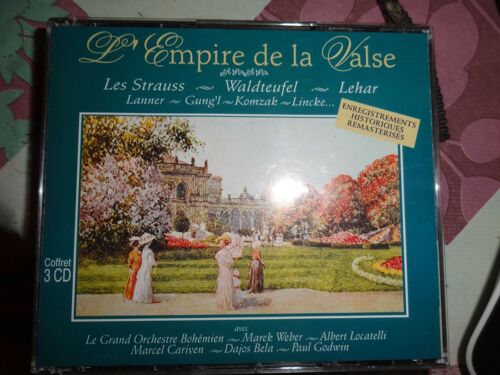 L'Empire de la Valse
Les Strauss ~ Waldteufel ~ Lehar
Lanner ~ Gung'l ~ Komzak ~ Lincke...
ENREGISTREMENTS
HISTORIQUES
REMASTERISÉS
Coffret
3 CD
avec
Le Grand Orchestre Bohémien ~ Marek Weber ~ Albert Locatelli
Marcel Cariven ~ Dajos Bela ~ Paul Godwin